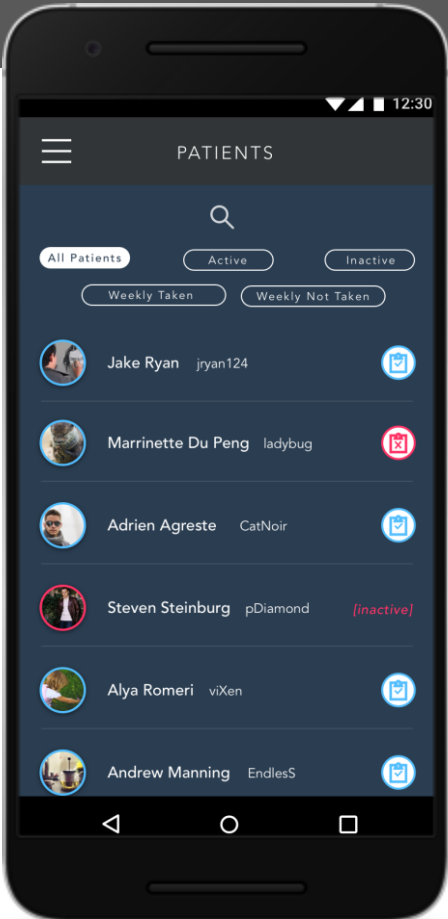 12:30
PATIENTS
All Patients Active Inactive
Weekly Taken Weekly Not Taken
Jake Ryan jryan124
Marrinette Du Peng ladybug
Adrien Agreste CatNoir
Steven Steinburg pDiamond [inactive]
Alya Romeri viXen
Andrew Manning EndlesS